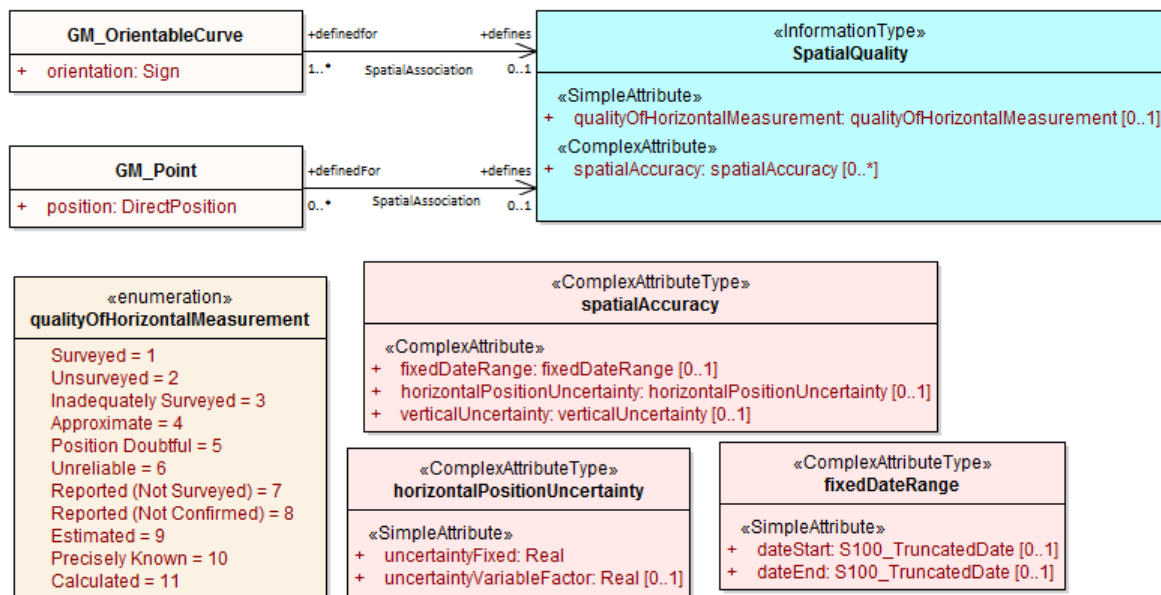 GM_OrientableCurve
+ orientation: Sign
+definedfor
+defines
1..*
SpatialAssociation
0..1
«InformationType»
SpatialQuality
«SimpleAttribute»
+ qualityOfHorizontalMeasurement: qualityOfHorizontalMeasurement [0..1]
«ComplexAttribute»
+ spatialAccuracy: spatialAccuracy [0..*]
GM_Point
+ position: DirectPosition
+definedFor
+defines
0..*
SpatialAssociation
0..1
«enumeration»
qualityOfHorizontalMeasurement
Surveyed = 1
Unsurveyed = 2
Inadequately Surveyed = 3
Approximate = 4
Position Doubtful = 5
Unreliable = 6
Reported (Not Surveyed) = 7
Reported (Not Confirmed) = 8
Estimated = 9
Precisely Known = 10
Calculated = 11
«ComplexAttributeType»
spatialAccuracy
«ComplexAttribute»
+ fixedDateRange: fixedDateRange [0..1]
+ horizontalPositionUncertainty: horizontalPositionUncertainty [0..1]
+ verticalUncertainty: verticalUncertainty [0..1]
«ComplexAttributeType»
horizontalPositionUncertainty
«SimpleAttribute»
+ uncertaintyFixed: Real
+ uncertaintyVariableFactor: Real [0..1]
«ComplexAttributeType»
fixedDateRange
«SimpleAttribute»
+ dateStart: S100_TruncatedDate [0..1]
+ dateEnd: S100_TruncatedDate [0..1]